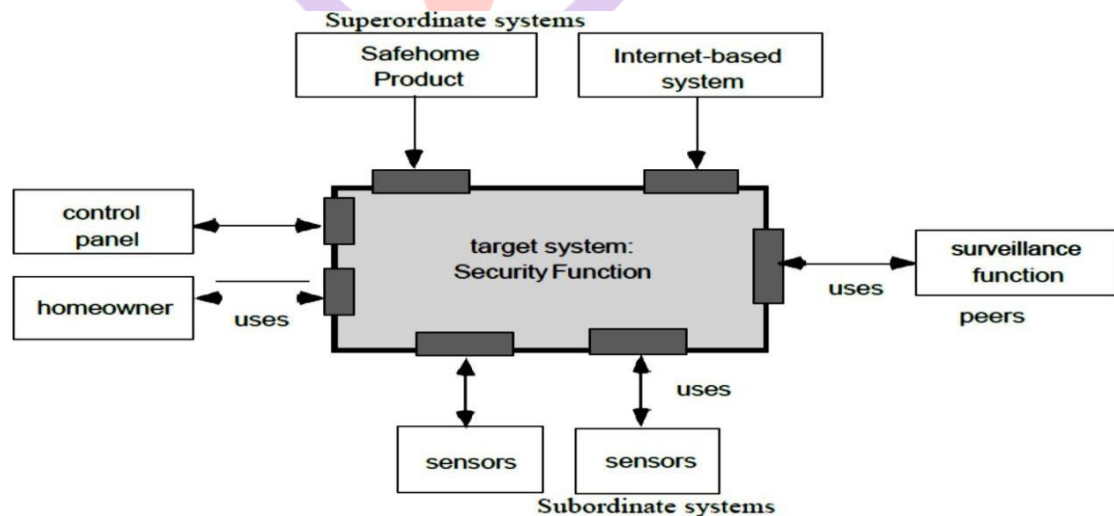 Superordinate systems
Safehome
Product
Internet-based
system
control
panel
target system:
Security Function
surveillance
function
homeowner
uses
uses
peers
uses
sensors
sensors
Subordinate systems